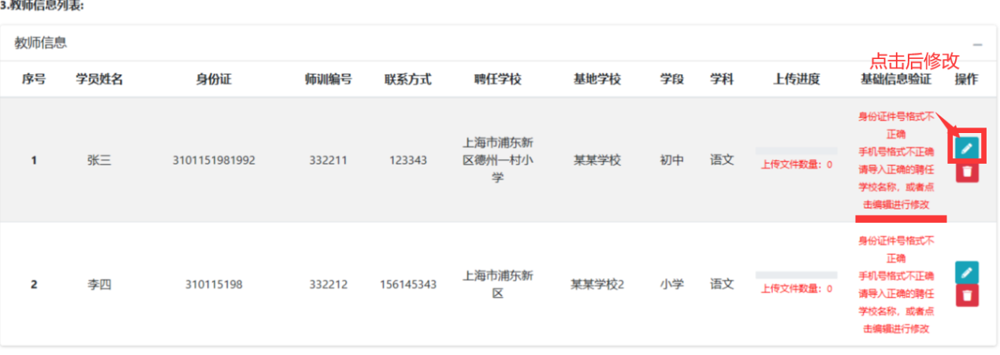 3.教师信息列表:
教师信息
点击后修改
序号 学员姓名 身份证 师训编号 联系方式 聘任学校 基地学校 学段 学科 上传进度 基础信息验证 操作
1 张三 3101151981992 332211 123343
上海市浦东新
区德州一村小
学
某某学校 初中 语文
上传文件数量：0
身份证件号格式不
正确
手机号格式不正确
请导入正确的聘任
学校名称，或者点
击编辑进行修改
2 李四 310115198 332212 156145343
上海市浦东新
区
某某学校2 小学 语文
上传文件数量：0
身份证件号格式不
正确
手机号格式不正确
请导入正确的聘任
学校名称，或者点
击编辑进行修改